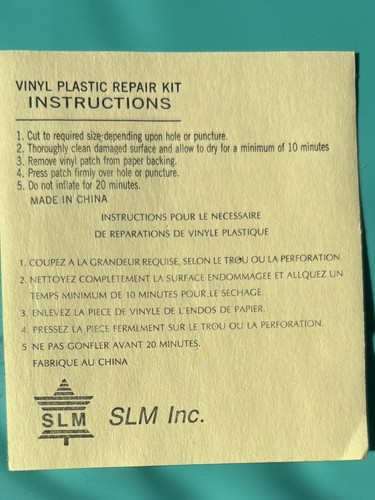 VINYL PLASTIC REPAIR KIT
INSTRUCTIONS
1. Cut to required size depending upon hole or puncture.
2. Thoroughly clean damaged surface and allow to dry for a minimum of 10 minutes
3. Remove vinyl patch from paper backing.
4. Press patch firmly over hole or puncture.
5. Do not inflate for 20 minutes.
MADE IN CHINA
INSTRUCTIONS POUR LE NECESSAIRE
DE REPARATIONS DE VINYLE PLASTIQUE
1. COUPEZ A LA GRANDEUR REQUISE, SELON LE TROU OU LA PERFORATION.
2. NETTOYEZ COMPLETEMENT LA SURFACE ENDOMMAGEE ET ALLQUEZ UN
TEMPS MINIMUM DE 10 MINUTES POUR LE SECHAGE.
3. ENLEVEZ LA PIECE DE VINYLE DE L'ENDOS DE PAPIER.
4. PRESSEZ LA PIECE FERMEMENT SUR LE TROU OU LA PERFORATION.
5 NE PAS GONFLER AVANT 20 MINUTES.
FABRIQUE AU CHINA
SLM
SLM Inc.